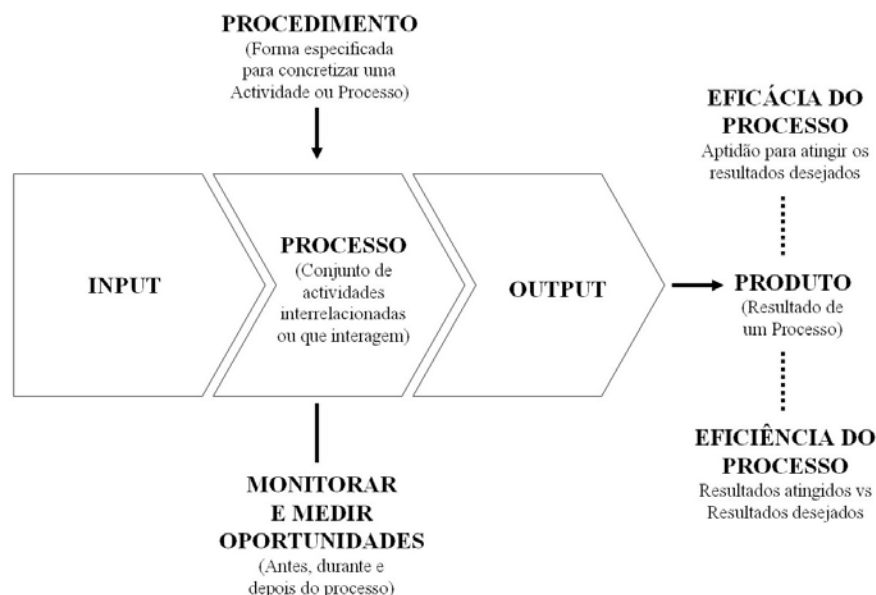 PROCEDIMENTO
(Forma especificada
para concretizar uma
Actividade ou Processo)
EFICÁCIA DO
PROCESSO
Aptidão para atingir os
resultados desejados
INPUT
PROCESSO
(Conjunto de
actividades
interrelacionadas
ou que interagem)
OUTPUT
PRODUTO
(Resultado de
um Processo)
MONITORAR
E MEDIR
OPORTUNIDADES
(Antes, durante e
depois do processo)
EFICIÊNCIA DO
PROCESSO
Resultados atingidos vs
Resultados desejados